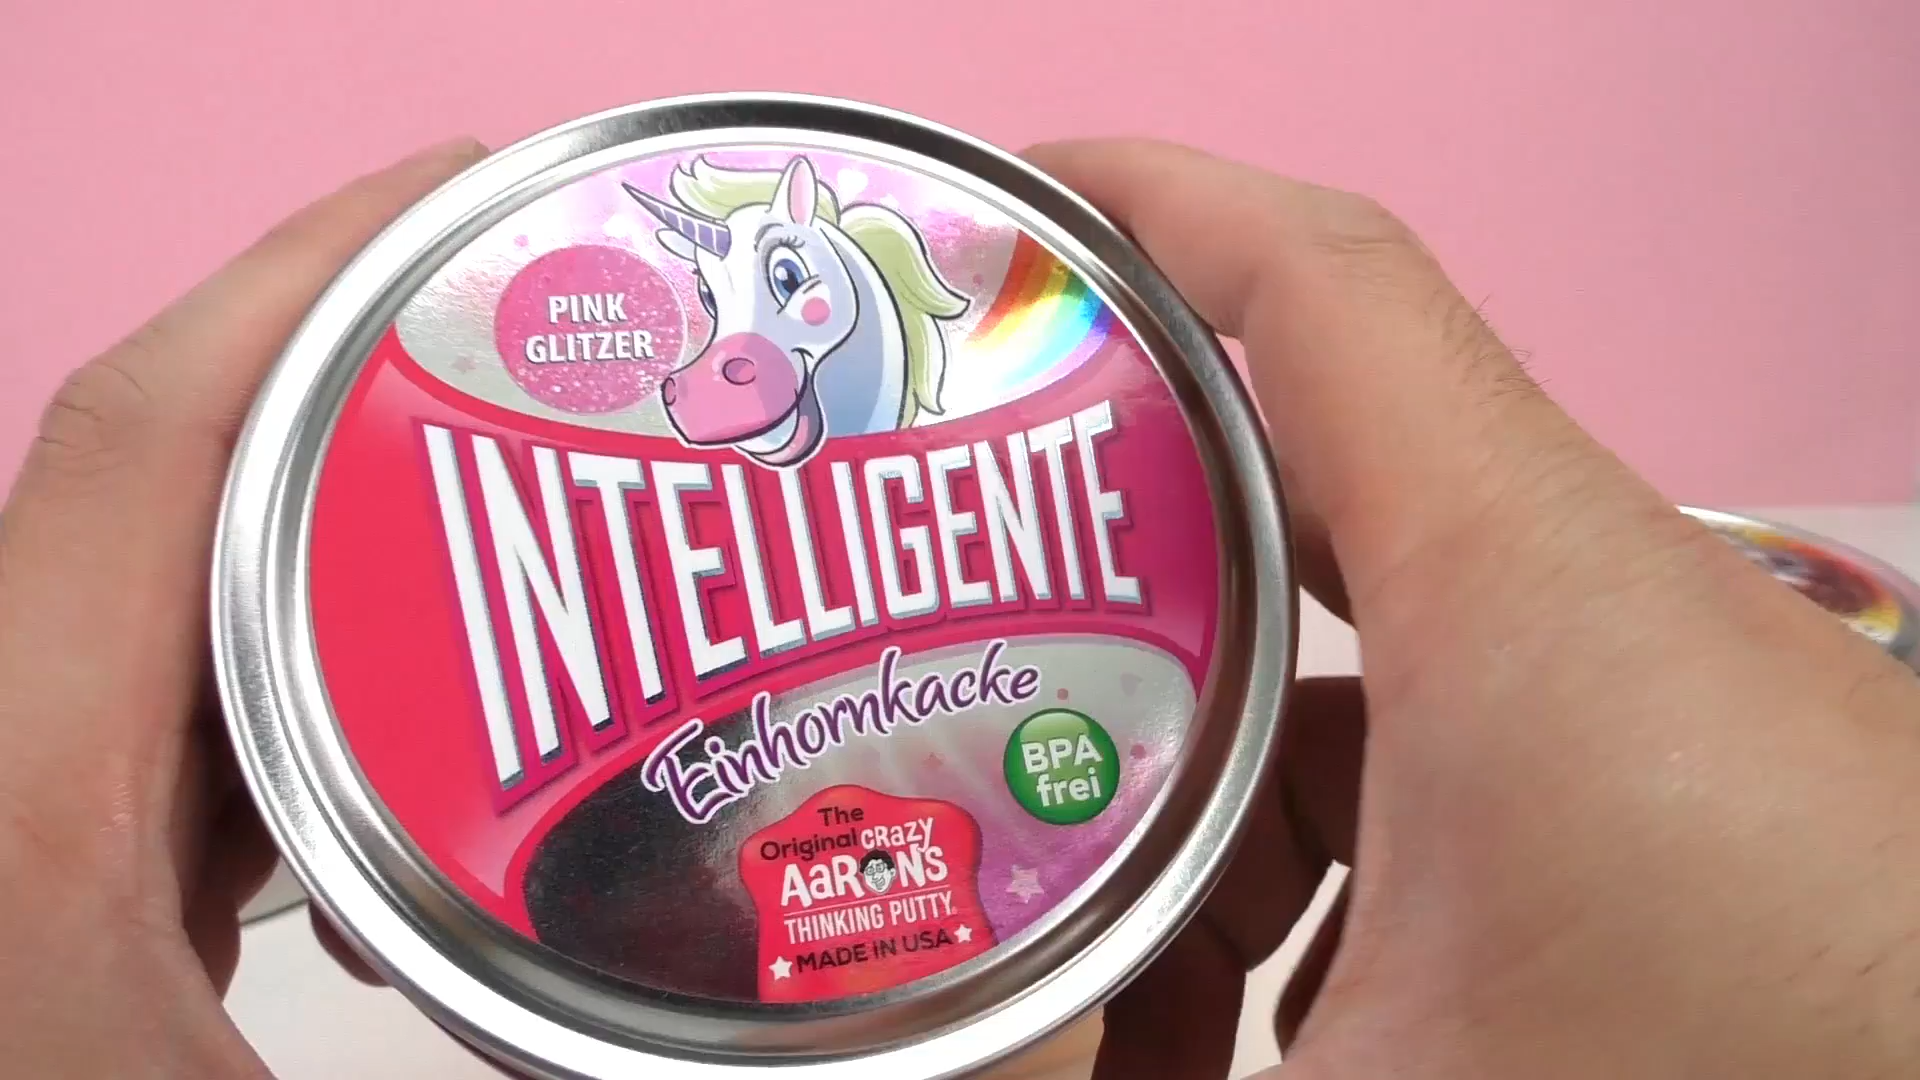 PINK
GLITZER
INTELLIGENTE
Einhornkacke
BPA
frei
The
Original CRAZY
AARON'S
THINKING PUTTY®
MADE IN USA